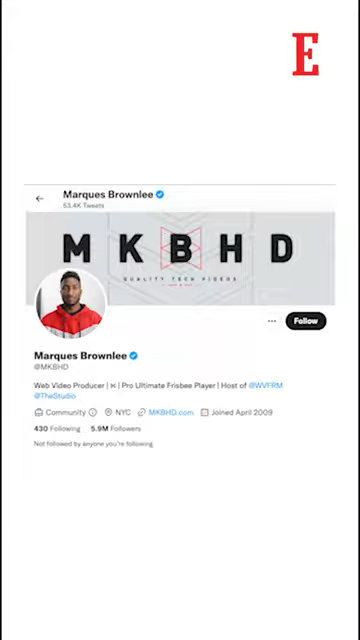 E
Marques Brownlee
53.4K Tweets
MKBHD
QUALITY TECH VIDEOS
Follow
Marques Brownlee
@MKBHD
Web Video Producer | ⋈ | Pro Ultimate Frisbee Player | Host of @WVFRM
@TheStudio
Community NYC MKBHD.com Joined April 2009
430 Following 5.9M Followers
Not followed by anyone you're following